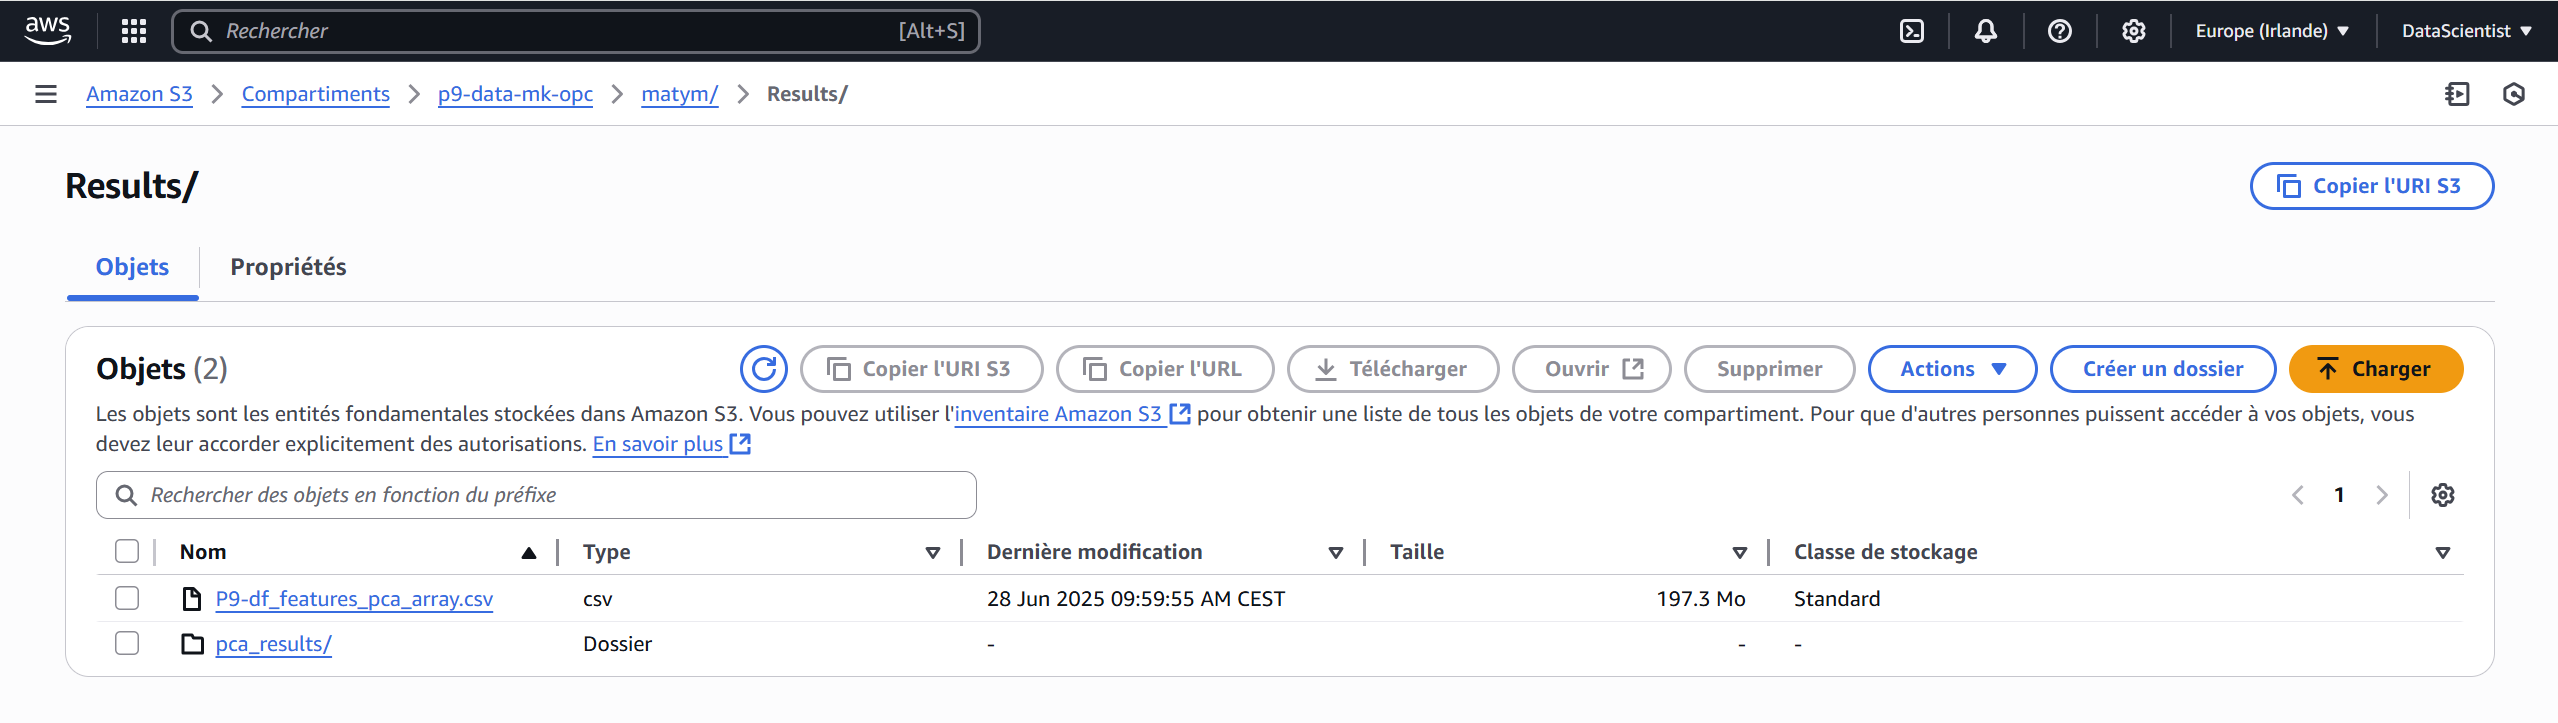 aws
Rechercher [Alt+S] Europe (Irlande) DataScientist
Amazon S3 Compartiments p9-data-mk-opc matym/ Results/
Results/ Copier l'URI S3
Objets Propriétés
Objets (2) Copier l'URI S3 Copier l'URL Télécharger Ouvrir Supprimer Actions Créer un dossier Charger
Les objets sont les entités fondamentales stockées dans Amazon S3. Vous pouvez utiliser l'inventaire Amazon S3 pour obtenir une liste de tous les objets de votre compartiment. Pour que d'autres personnes puissent accéder à vos objets, vous
devez leur accorder explicitement des autorisations. En savoir plus
Rechercher des objets en fonction du préfixe 1
Nom Type Dernière modification Taille Classe de stockage
P9-df_features_pca_array.csv csv 28 Jun 2025 09:59:55 AM CEST 197.3 Mo Standard
pca_results/ Dossier - - -